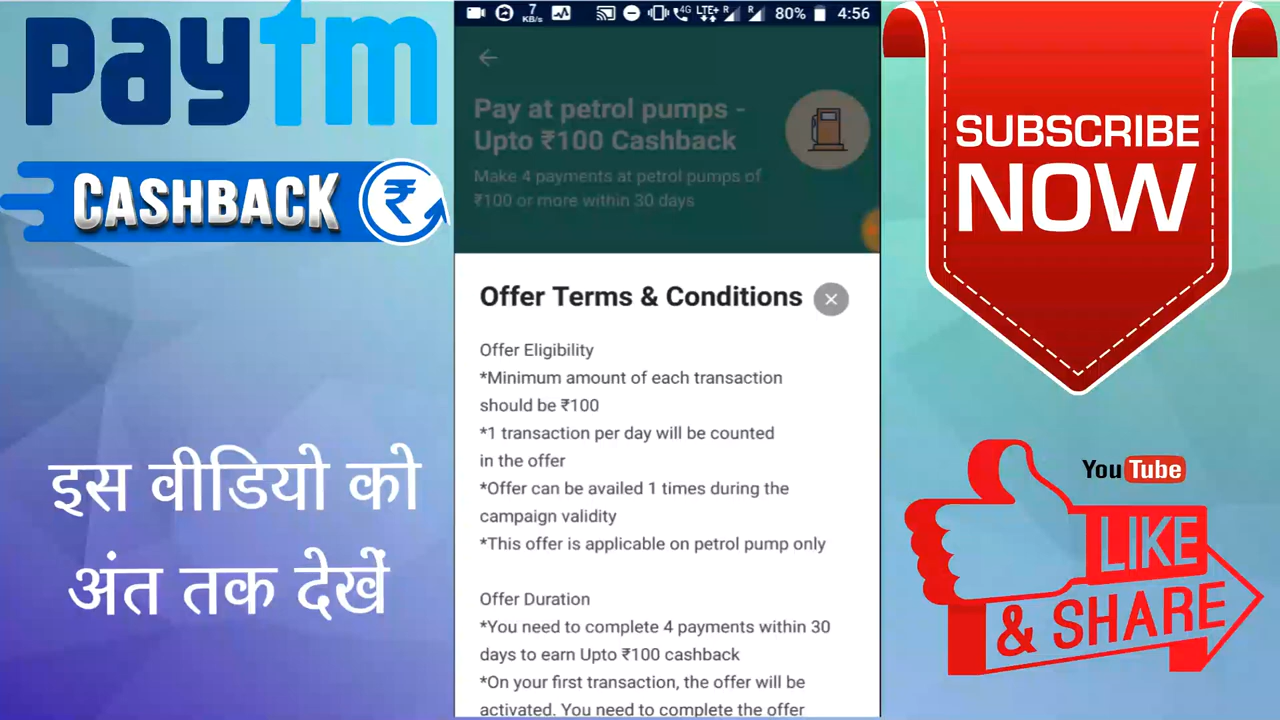 paytm
CASHBACK ₹
इस वीडियो को
अंत तक देखें
7
KB/s
4G
LTE+
R
R
80%
4:56
Pay at petrol pumps -
Upto ₹100 Cashback
Make 4 payments at petrol pumps of
₹100 or more within 30 days
Offer Terms & Conditions
Offer Eligibility
*Minimum amount of each transaction
should be ₹100
*1 transaction per day will be counted
in the offer
*Offer can be availed 1 times during the
campaign validity
*This offer is applicable on petrol pump only
Offer Duration
*You need to complete 4 payments within 30
days to earn Upto ₹100 cashback
*On your first transaction, the offer will be
activated. You need to complete the offer
SUBSCRIBE
NOW
YouTube
LIKE
& SHARE